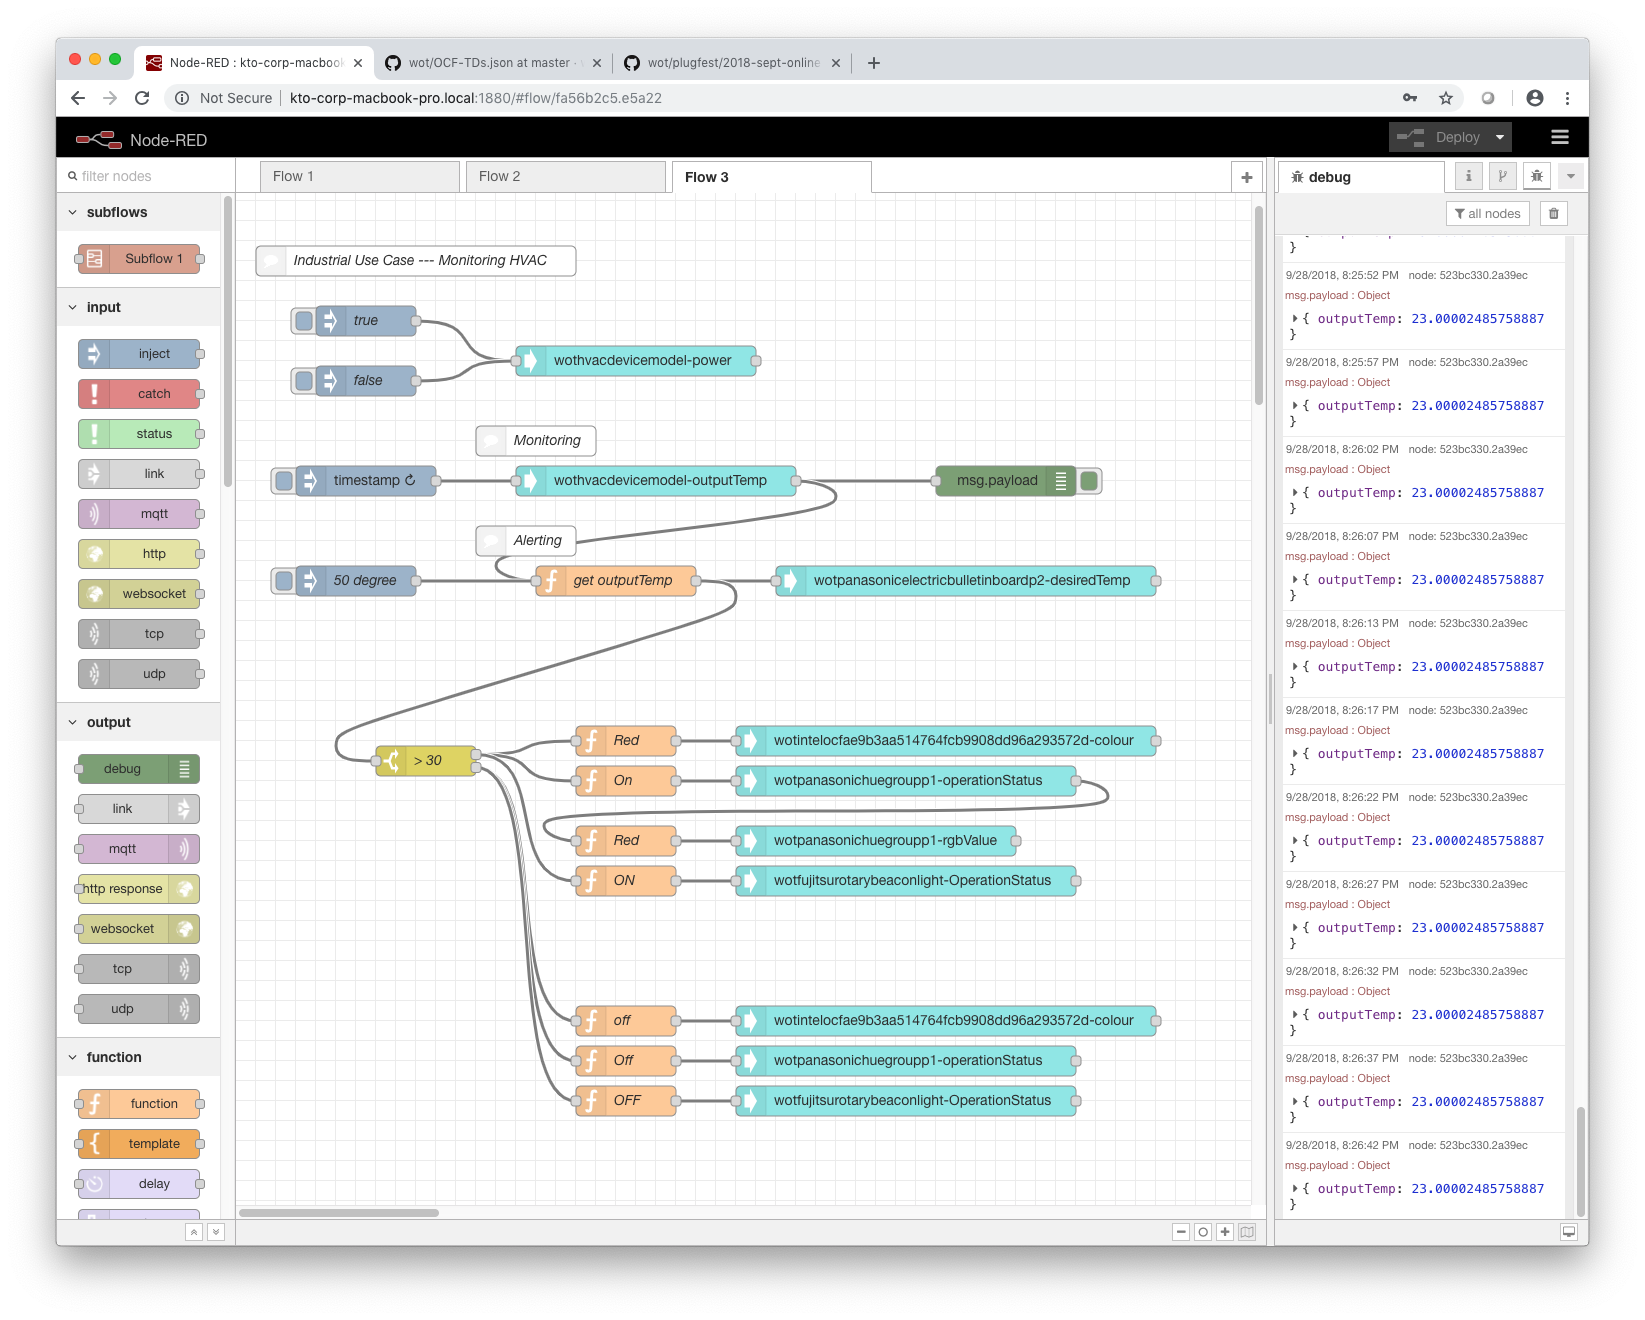 Node-RED : kto-corp-macbook
wot/OCF-TDs.json at master ·
wot/plugfest/2018-sept-online
Not Secure | kto-corp-macbook-pro.local:1880/#flow/fa56b2c5.e5a22
Node-RED
Deploy
filter nodes
Flow 1
Flow 2
Flow 3
debug
all nodes
subflows
Subflow 1
input
inject
catch
status
link
mqtt
http
websocket
tcp
udp
output
debug
link
mqtt
http response
websocket
tcp
udp
function
function
template
delay
Industrial Use Case --- Monitoring HVAC
true
false
wothvacdevicemodel-power
Monitoring
timestamp ↻
wothvacdevicemodel-outputTemp
msg.payload
Alerting
50 degree
get outputTemp
wotpanasonicelectricbulletinboardp2-desiredTemp
> 30
Red
wotintelocfae9b3aa514764fcb9908dd96a293572d-colour
On
wotpanasonichuegroupp1-operationStatus
Red
wotpanasonichuegroupp1-rgbValue
ON
wotfujitsurotarybeaconlight-OperationStatus
off
wotintelocfae9b3aa514764fcb9908dd96a293572d-colour
Off
wotpanasonichuegroupp1-operationStatus
OFF
wotfujitsurotarybeaconlight-OperationStatus
}
9/28/2018, 8:25:52 PM node: 523bc330.2a39ec
msg.payload : Object
{ outputTemp: 23.00002485758887
}
9/28/2018, 8:25:57 PM node: 523bc330.2a39ec
msg.payload : Object
{ outputTemp: 23.00002485758887
}
9/28/2018, 8:26:02 PM node: 523bc330.2a39ec
msg.payload : Object
{ outputTemp: 23.00002485758887
}
9/28/2018, 8:26:07 PM node: 523bc330.2a39ec
msg.payload : Object
{ outputTemp: 23.00002485758887
}
9/28/2018, 8:26:13 PM node: 523bc330.2a39ec
msg.payload : Object
{ outputTemp: 23.00002485758887
}
9/28/2018, 8:26:17 PM node: 523bc330.2a39ec
msg.payload : Object
{ outputTemp: 23.00002485758887
}
9/28/2018, 8:26:22 PM node: 523bc330.2a39ec
msg.payload : Object
{ outputTemp: 23.00002485758887
}
9/28/2018, 8:26:27 PM node: 523bc330.2a39ec
msg.payload : Object
{ outputTemp: 23.00002485758887
}
9/28/2018, 8:26:32 PM node: 523bc330.2a39ec
msg.payload : Object
{ outputTemp: 23.00002485758887
}
9/28/2018, 8:26:37 PM node: 523bc330.2a39ec
msg.payload : Object
{ outputTemp: 23.00002485758887
}
9/28/2018, 8:26:42 PM node: 523bc330.2a39ec
msg.payload : Object
{ outputTemp: 23.00002485758887
}